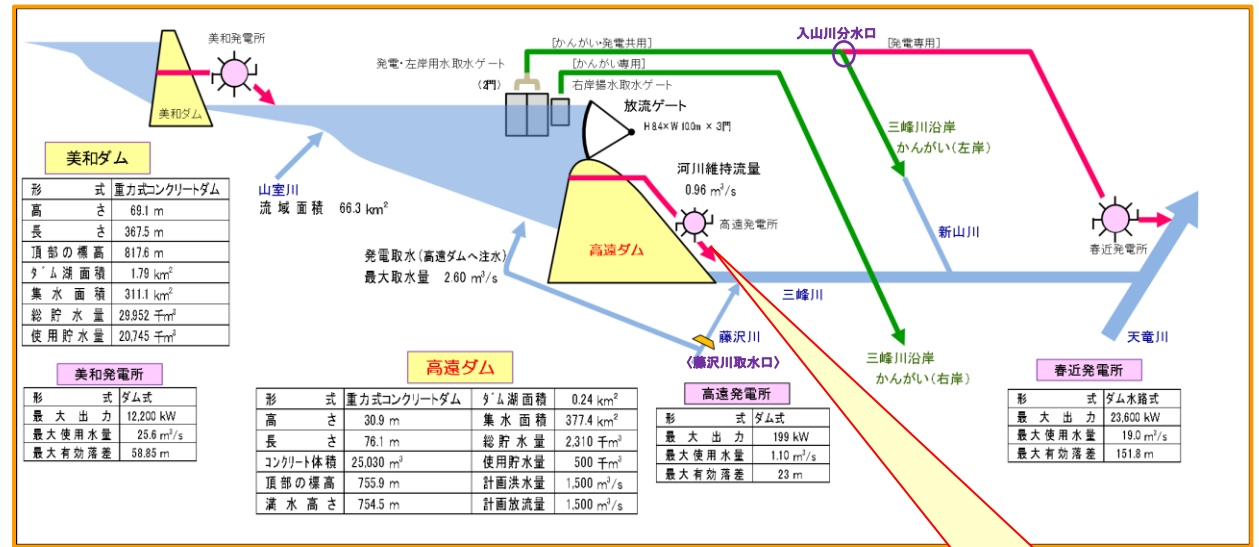 美和発電所
美和ダム
[かんがい・発電共用]
入山川分水口
[発電専用]
発電・左岸用水取水ゲート
(2門)
[かんがい専用]
右岸揚水取水ゲート
放流ゲート
H 8.4×W 10.0m × 3門
三峰川沿岸
かんがい(左岸)
河川維持流量
0.96 m³/s
山室川
流域面積 66.3 km²
高遠発電所
高遠ダム
新山川
春近発電所
発電取水(高遠ダムへ注水)
最大取水量 2.60 m³/s
三峰川
藤沢川
〈藤沢川取水口〉
天竜川
三峰川沿岸
かんがい(右岸)
美和ダム
形 式 重力式コンクリートダム
高 さ 69.1 m
長 さ 367.5 m
頂部の標高 817.6 m
ダム湖面積 1.79 km²
集水面積 311.1 km²
総貯水量 29,952 千m³
使用貯水量 20,745 千m³
美和発電所
形 式 ダム式
最大出力 12,200 kW
最大使用水量 25.6 m³/s
最大有効落差 58.85 m
高遠ダム
形 式 重力式コンクリートダム ダム湖面積 0.24 km²
高 さ 30.9 m 集水面積 377.4 km²
長 さ 76.1 m 総貯水量 2,310 千m³
コンクリート体積 25,030 m³ 使用貯水量 500 千m³
頂部の標高 755.9 m 計画洪水量 1,500 m³/s
満水高さ 754.5 m 計画放流量 1,500 m³/s
高遠発電所
形 式 ダム式
最大出力 199 kW
最大使用水量 1.10 m³/s
最大有効落差 23 m
春近発電所
形 式 ダム水路式
最大出力 23,600 kW
最大使用水量 19.0 m³/s
最大有効落差 151.8 m